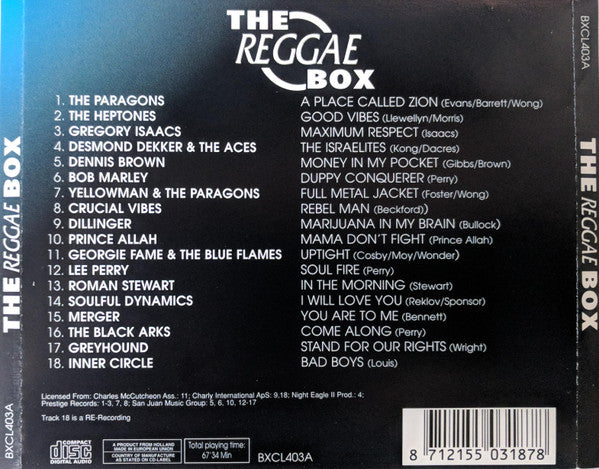 THE
REGGAE
BOX
1. THE PARAGONS A PLACE CALLED ZION (Evans/Barrett/Wong)
2. THE HEPTONES GOOD VIBES (Llewellyn/Morris)
3. GREGORY ISAACS MAXIMUM RESPECT (Isaacs)
4. DESMOND DEKKER & THE ACES THE ISRAELITES (Kong/Dacres)
5. DENNIS BROWN MONEY IN MY POCKET (Gibbs/Brown)
6. BOB MARLEY DUPPY CONQUERER (Perry)
7. YELLOWMAN & THE PARAGONS FULL METAL JACKET (Foster/Wong)
8. CRUCIAL VIBES REBEL MAN (Beckford))
9. DILLINGER MARIJUANA IN MY BRAIN (Bullock)
10. PRINCE ALLAH MAMA DON'T FIGHT (Prince Allah)
11. GEORGIE FAME & THE BLUE FLAMES UPTIGHT (Cosby/Moy/Wonder)
12. LEE PERRY SOUL FIRE (Perry)
13. ROMAN STEWART IN THE MORNING (Stewart)
14. SOULFUL DYNAMICS I WILL LOVE YOU (Reklov/Sponsor)
15. MERGER YOU ARE TO ME (Bennett)
16. THE BLACK ARKS COME ALONG (Perry)
17. GREYHOUND STAND FOR OUR RIGHTS (Wright)
18. INNER CIRCLE BAD BOYS (Louis)
Licensed From: Charles McCutcheon Ass.: 11; Charly International ApS: 9,18; Night Eagle II Prod.: 4;
Prestige Records: 1-3, 7, 8; San Juan Music Group: 5, 6, 10, 12-17
Track 18 is a RE-Recording
COMPACT
disc
DIGITAL AUDIO
A PRODUCT FROM HOLLAND
MADE IN EUROPEAN UNION
COUNTRY OF MANUFACTURE
AS STATED ON CD-LABEL
Total playing time:
67'34 Min
BXCL403A
8 712155 031878
THE REGGAE BOX
BXCL403A
BXCL403A
THE REGGAE BOX